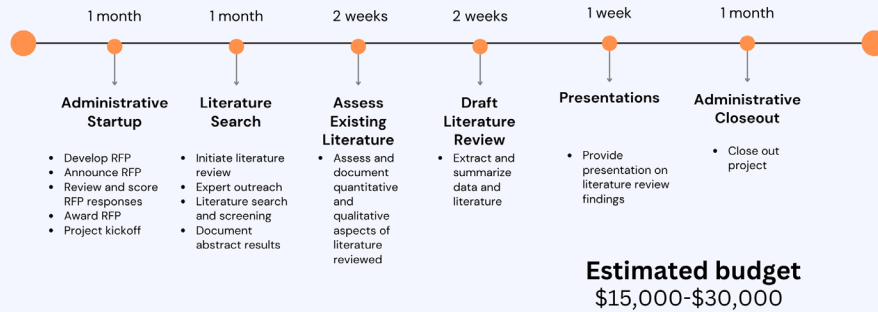 1 month
1 month
2 weeks
2 weeks
1 week
1 month
Administrative
Startup
• Develop RFP
• Announce RFP
• Review and score
RFP responses
• Award RFP
• Project kickoff
Literature
Search
• Initiate literature
review
• Expert outreach
• Literature search
and screening
• Document
abstract results
Assess
Existing
Literature
• Assess and
document
quantitative
and
qualitative
aspects of
literature
reviewed
Draft
Literature
Review
• Extract and
summarize
data and
literature
Presentations
• Provide
presentation on
literature review
findings
Administrative
Closeout
• Close out
project
Estimated budget
$15,000-$30,000